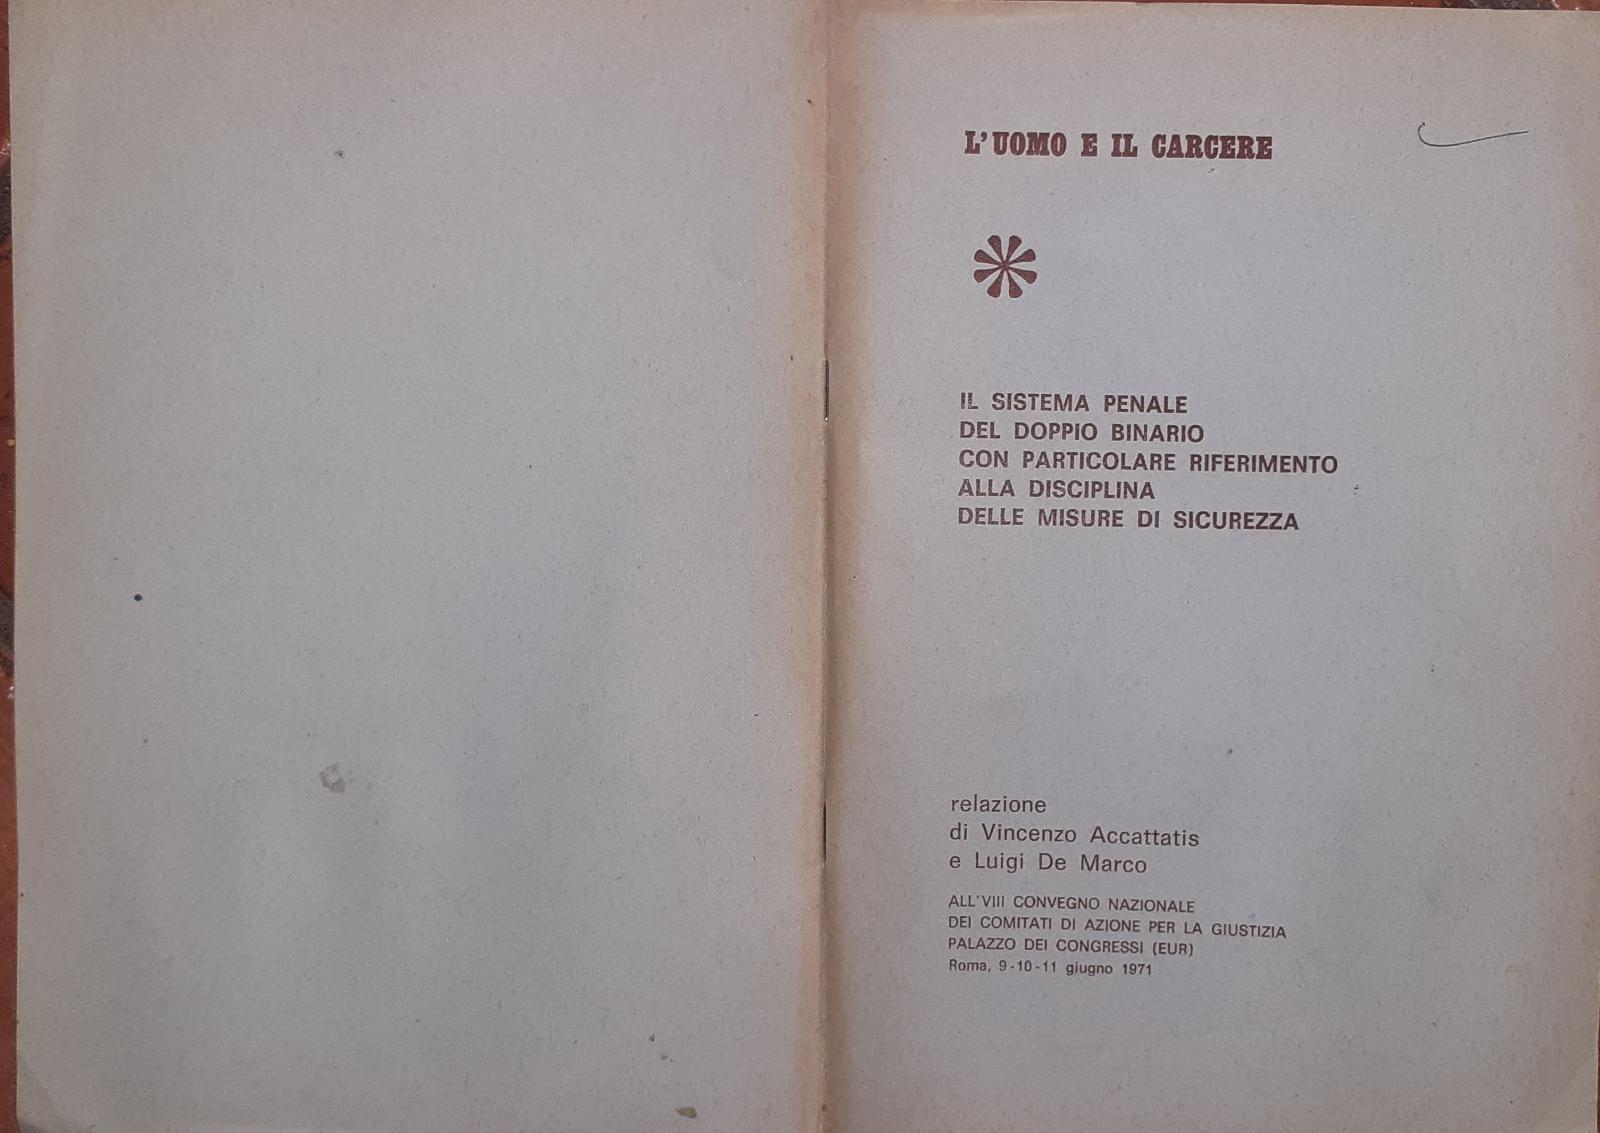 L'UOMO E IL CARCERE
IL SISTEMA PENALE
DEL DOPPIO BINARIO
CON PARTICOLARE RIFERIMENTO
ALLA DISCIPLINA
DELLE MISURE DI SICUREZZA
relazione
di Vincenzo Accattatis
e Luigi De Marco
ALL'VIII CONVEGNO NAZIONALE
DEI COMITATI DI AZIONE PER LA GIUSTIZIA
PALAZZO DEI CONGRESSI (EUR)
Roma, 9-10-11 giugno 1971